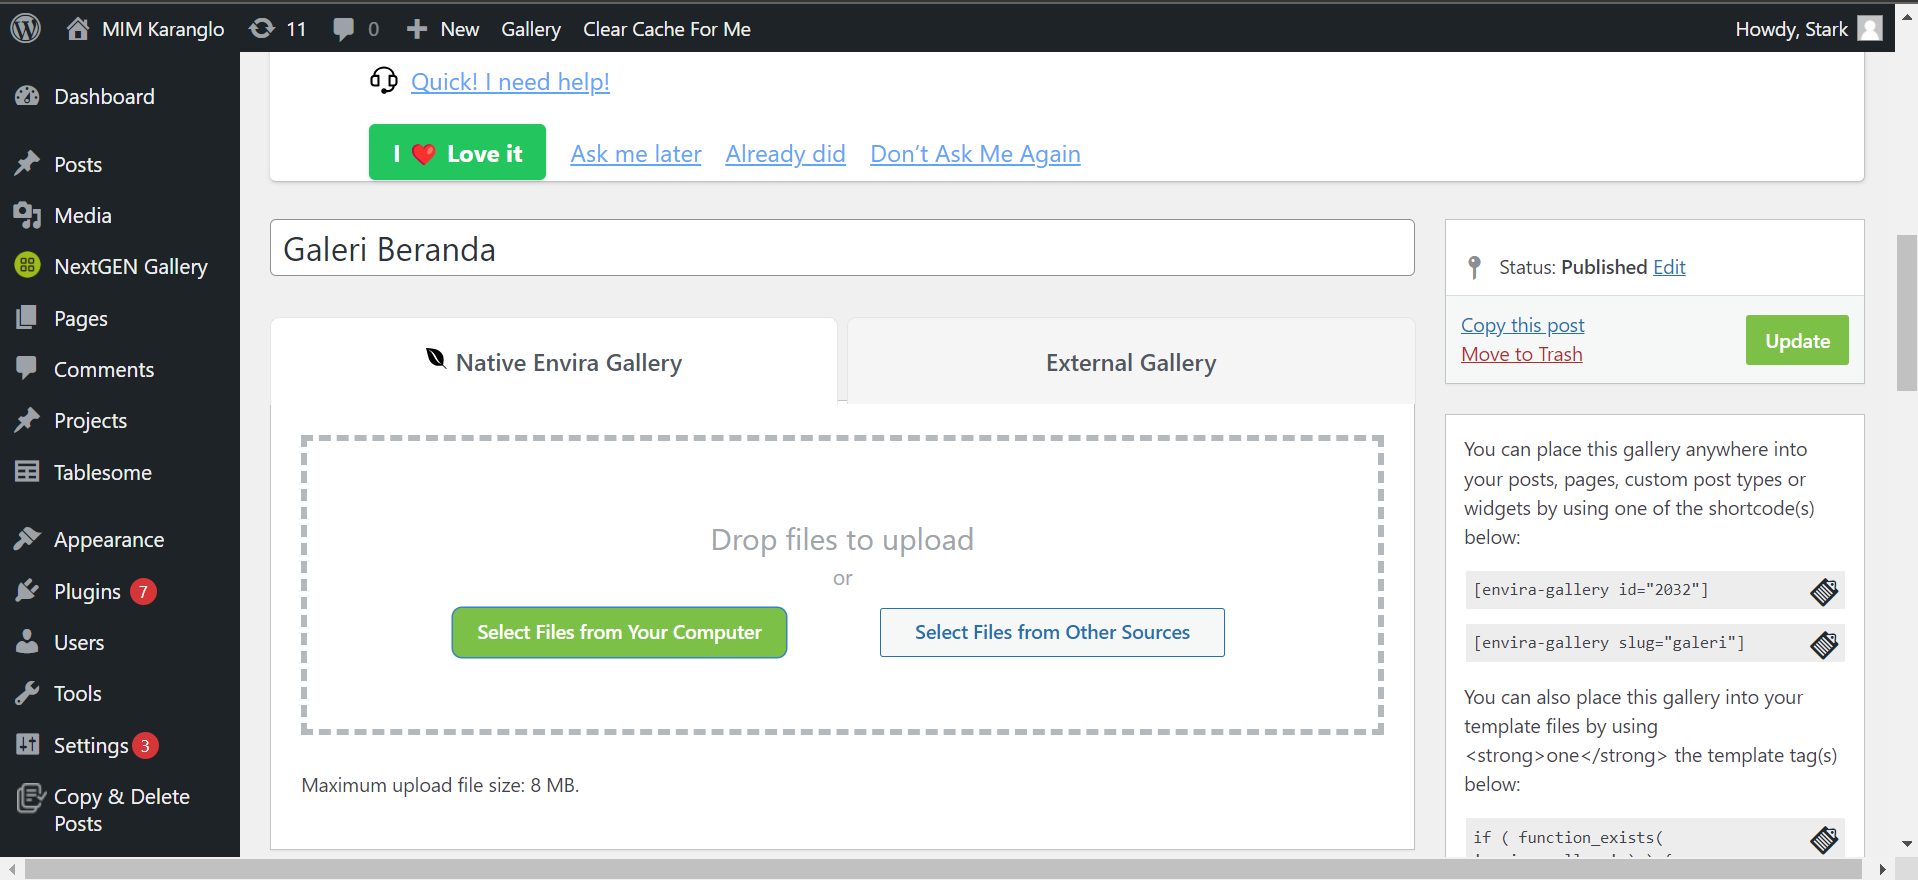 MIM Karanglo 11 0 New Gallery Clear Cache For Me Howdy, Stark
Dashboard
Posts
Media
NextGEN Gallery
Pages
Comments
Projects
Tablesome
Appearance
Plugins 7
Users
Tools
Settings 3
Copy & Delete
Posts
Quick! I need help!
I ❤ Love it Ask me later Already did Don’t Ask Me Again
Galeri Beranda
Native Envira Gallery External Gallery
Drop files to upload
or
Select Files from Your Computer Select Files from Other Sources
Maximum upload file size: 8 MB.
Status: Published Edit
Copy this post
Move to Trash
Update
You can place this gallery anywhere into
your posts, pages, custom post types or
widgets by using one of the shortcode(s)
below:
[envira-gallery id="2032"]
[envira-gallery slug="galeri"]
You can also place this gallery into your
template files by using
<strong>one</strong> the template tag(s)
below:
if ( function_exists(